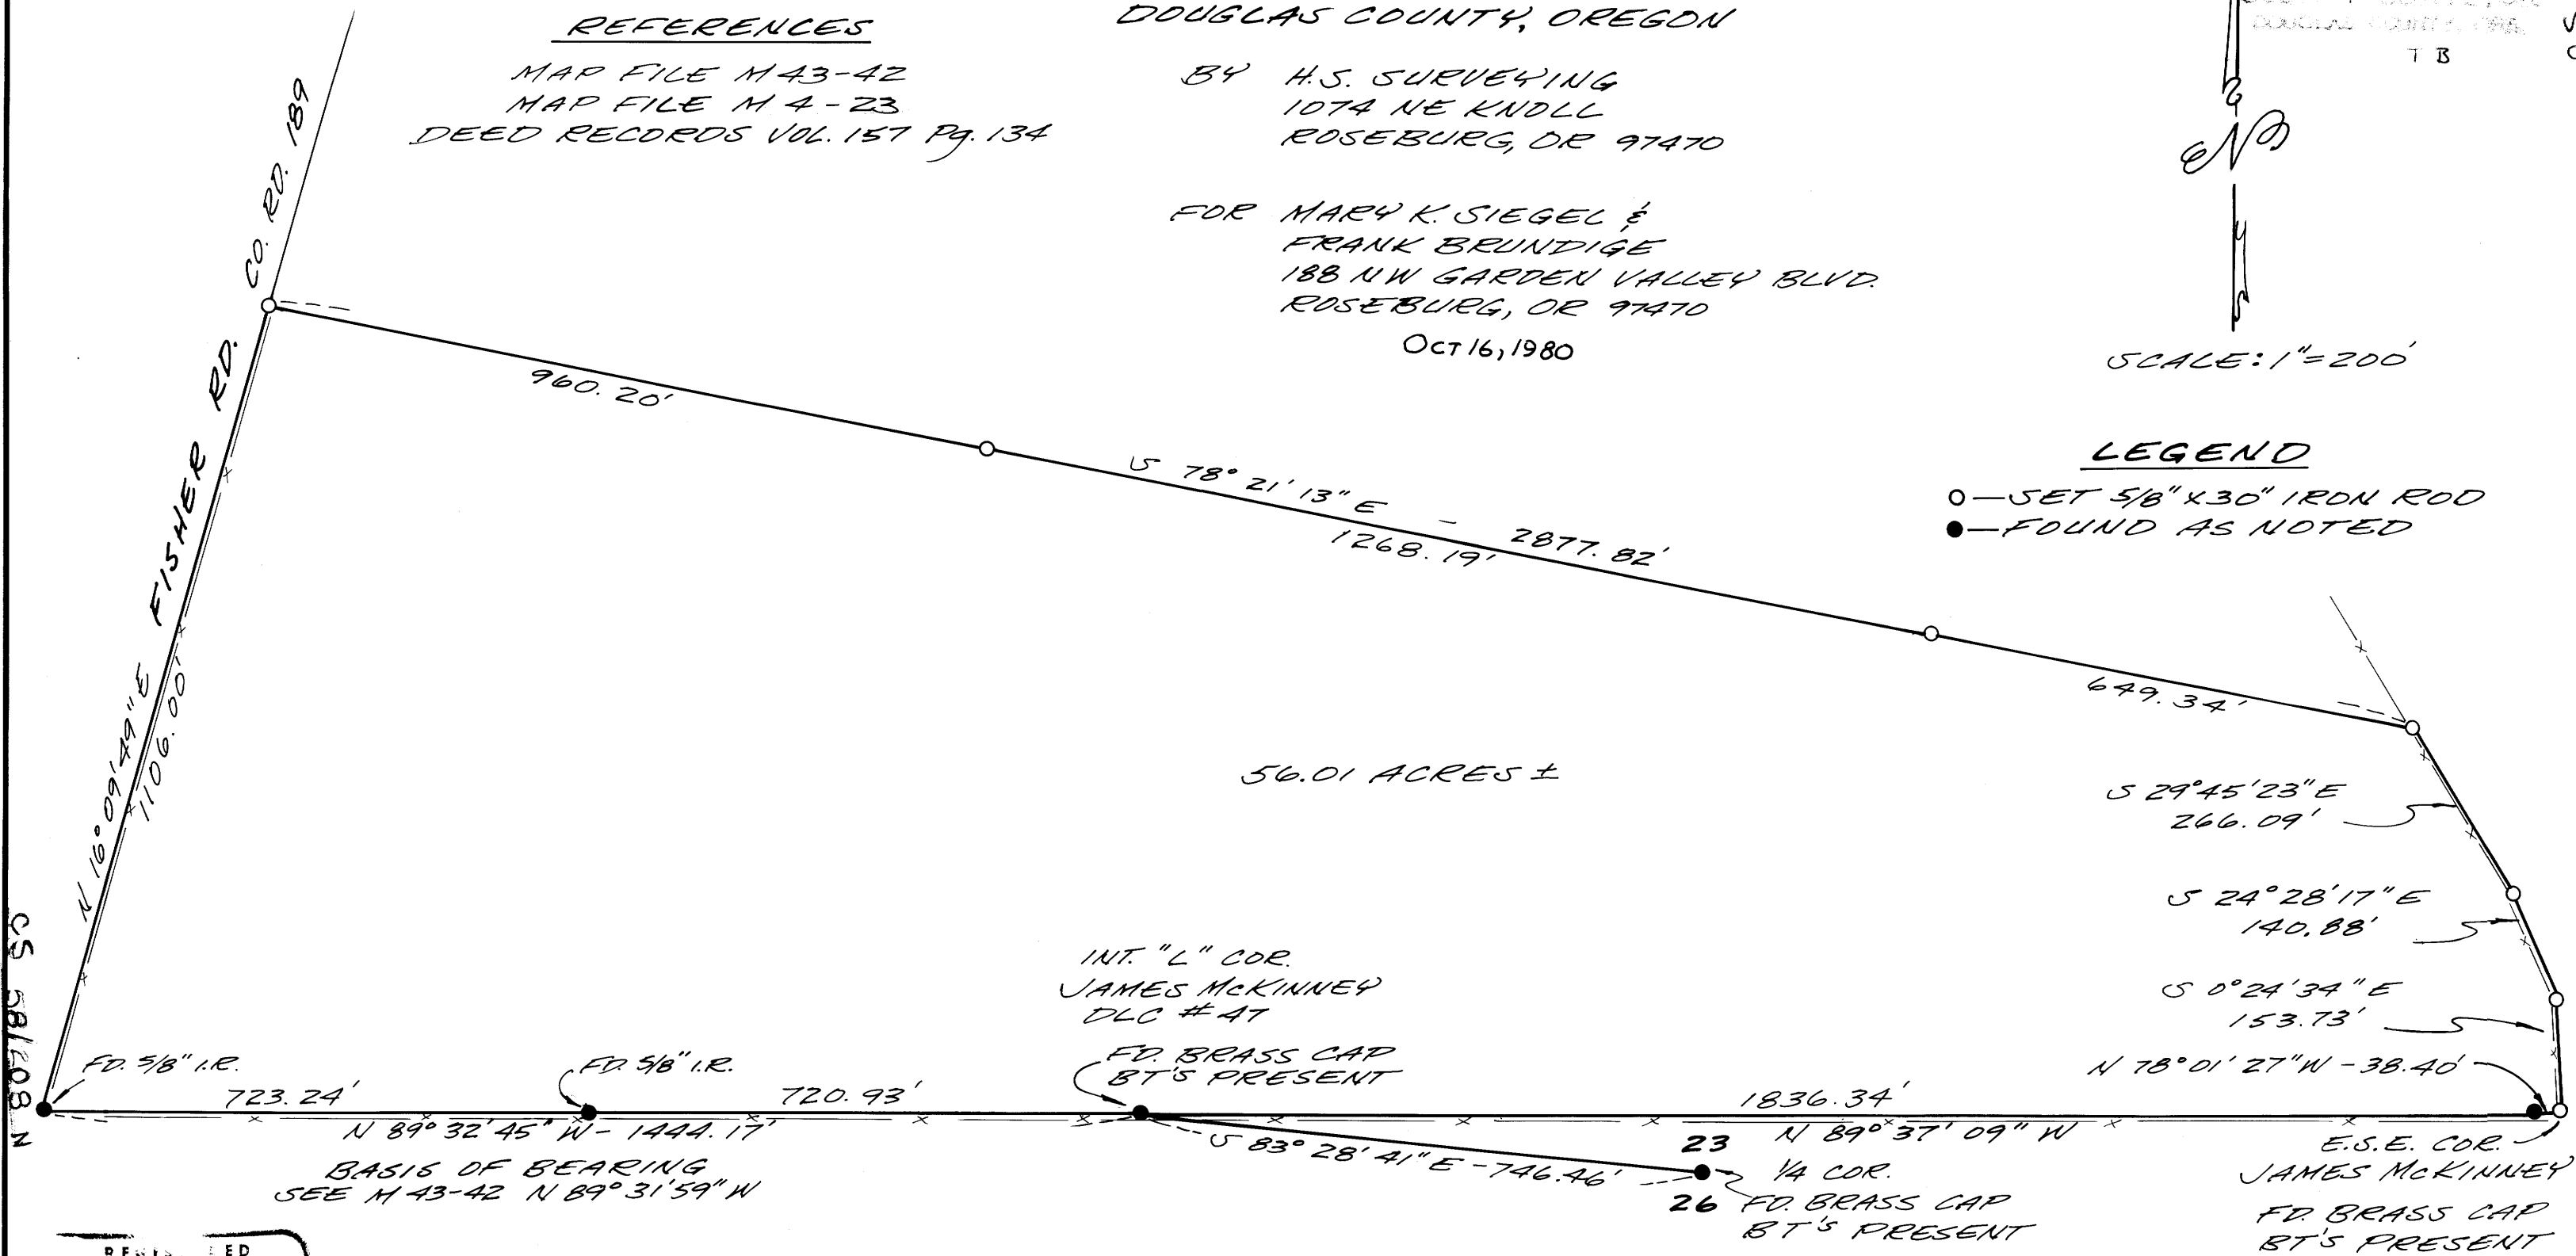 REFERENCES
MAP FILE M 43-42
MAP FILE M 4-23
DEED RECORDS VOL. 157 Pg. 134
DOUGLAS COUNTY, OREGON
BY H.S. SURVEYING
1074 NE KNOLL
ROSEBURG, OR 97470
FOR MARY K. SIEGEL &
FRANK BRUNDIGE
188 NW GARDEN VALLEY BLVD.
ROSEBURG, OR 97470
OCT 16, 1980
T B
N
SCALE: 1"=200'
LEGEND
O — SET 5/8" X 30" IRON ROD
● — FOUND AS NOTED
CO. RD. 189
FISHER RD.
N 16° 09' 49" E
1106.00'
960.20'
S 78° 21' 13" E - 2877.82'
1268.19'
649.34'
56.01 ACRES ±
S 29° 45' 23" E
266.09'
S 24° 28' 17" E
140.88'
S 0° 24' 34" E
153.73'
N 78° 01' 27" W - 38.40'
INT. "L" COR.
JAMES McKINNEY
DLC # 47
FD. BRASS CAP
BT'S PRESENT
FD. 5/8" I.R.
FD. 5/8" I.R.
723.24'
720.93'
1836.34'
N 89° 32' 45" W - 1444.17'
BASIS OF BEARING
SEE M 43-42 N 89° 31' 59" W
S 83° 28' 41" E - 746.46'
N 89° 37' 09" W
23
26
1/4 COR.
FD. BRASS CAP
BT'S PRESENT
E.S.E. COR.
JAMES McKINNEY
FD. BRASS CAP
BT'S PRESENT